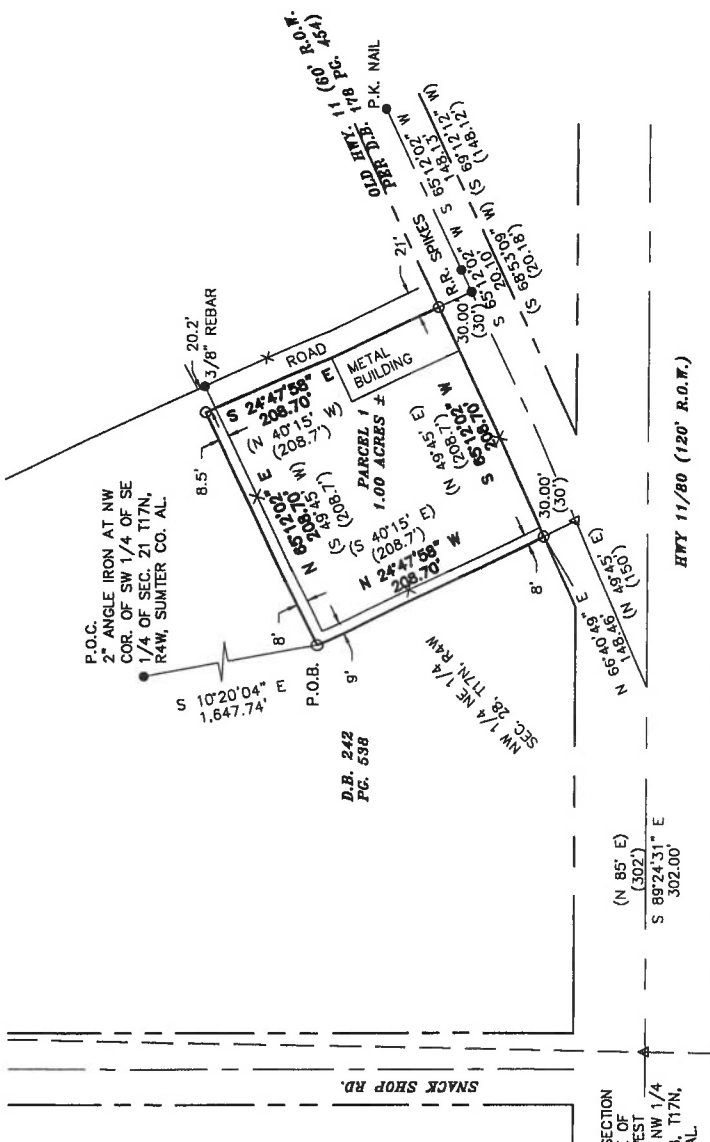 P.O.C.
2" ANGLE IRON AT NW
COR. OF SW 1/4 OF SE
1/4 OF SEC. 21 T17N,
R4W, SUMTER CO. AL.
S 10°20'04" E
1,647.74'
P.O.B.
D.B. 242
PG. 538
20.2'
3/8" REBAR
8.5'
8'
9'
8'
21'
ROAD
METAL
BUILDING
S 24°47'58" E
208.70'
(N 40°15' W)
(208.7')
N 65°12'02" E
208.70'
(S 49°45' W)
(208.7')
PARCEL 1
1.00 ACRES ±
(S 40°15' E)
(208.7')
N 24°47'58" W
208.70'
(N 49°45' E)
(208.7')
S 65°12'02" W
208.70'
OLD HWY. 11 (60' R.O.W.
PER D.B. 178 PG. 454)
P.K. NAIL
R.R. SPIKES
S 65°12'02" W
148.13'
(S 69°12'12" W)
(148.12')
S 65°12'02" W
20.10'
(S 68°53'09" W)
(20.18')
30.00'
(30')
30.00'
(30')
NW 1/4 NE 1/4
SEC. 28, T17N, R4W
N 66°40'49" E
148.46'
(N 49°45' E)
(150')
HWY 11/80 (120' R.O.W.)
(N 85' E)
(302')
S 89°24'31" E
302.00'
SNACK SHOP RD.
SECTION
OF
EST
NW 1/4
, T17N,
AL.